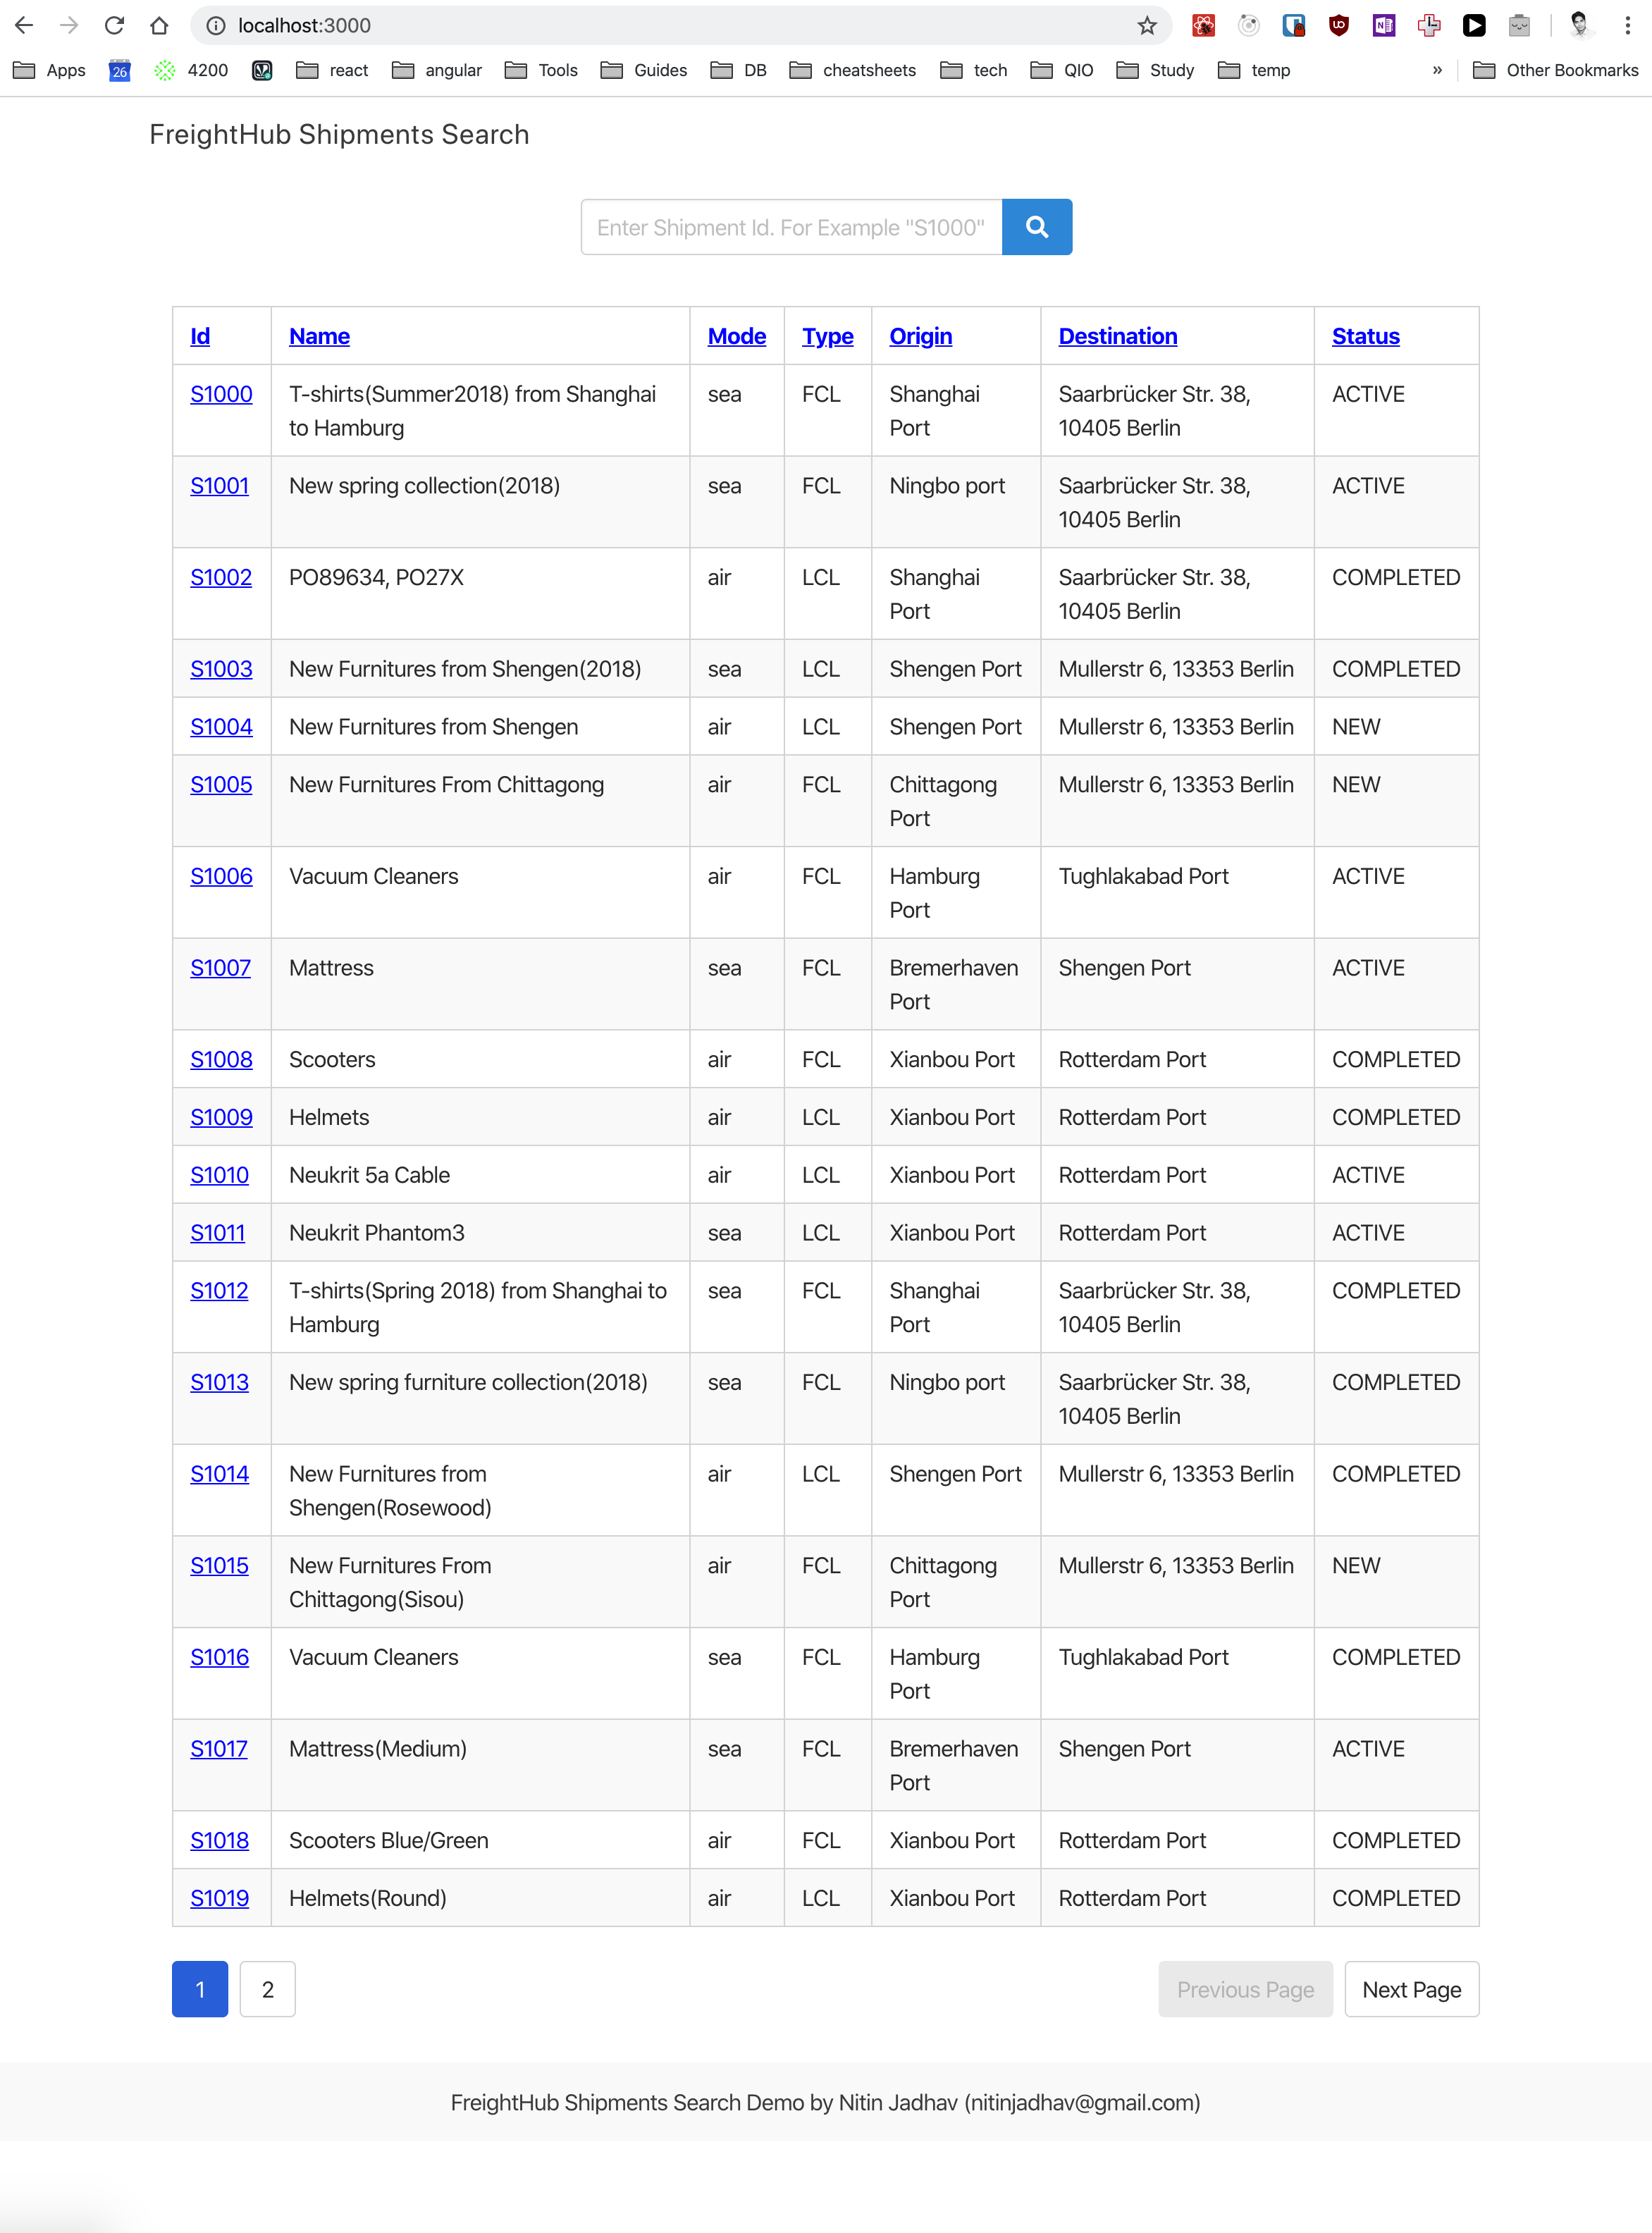 localhost:3000
Apps 26 4200 react angular Tools Guides DB cheatsheets tech QIO Study temp » Other Bookmarks
FreightHub Shipments Search
Enter Shipment Id. For Example "S1000"
Id Name Mode Type Origin Destination Status
S1000 T-shirts(Summer2018) from Shanghai sea FCL Shanghai Saarbrücker Str. 38, ACTIVE
to Hamburg Port 10405 Berlin
S1001 New spring collection(2018) sea FCL Ningbo port Saarbrücker Str. 38, ACTIVE
10405 Berlin
S1002 PO89634, PO27X air LCL Shanghai Saarbrücker Str. 38, COMPLETED
Port 10405 Berlin
S1003 New Furnitures from Shengen(2018) sea LCL Shengen Port Mullerstr 6, 13353 Berlin COMPLETED
S1004 New Furnitures from Shengen air LCL Shengen Port Mullerstr 6, 13353 Berlin NEW
S1005 New Furnitures From Chittagong air FCL Chittagong Mullerstr 6, 13353 Berlin NEW
Port
S1006 Vacuum Cleaners air FCL Hamburg Tughlakabad Port ACTIVE
Port
S1007 Mattress sea FCL Bremerhaven Shengen Port ACTIVE
Port
S1008 Scooters air FCL Xianbou Port Rotterdam Port COMPLETED
S1009 Helmets air LCL Xianbou Port Rotterdam Port COMPLETED
S1010 Neukrit 5a Cable air LCL Xianbou Port Rotterdam Port ACTIVE
S1011 Neukrit Phantom3 sea LCL Xianbou Port Rotterdam Port ACTIVE
S1012 T-shirts(Spring 2018) from Shanghai to sea FCL Shanghai Saarbrücker Str. 38, COMPLETED
Hamburg Port 10405 Berlin
S1013 New spring furniture collection(2018) sea FCL Ningbo port Saarbrücker Str. 38, COMPLETED
10405 Berlin
S1014 New Furnitures from air LCL Shengen Port Mullerstr 6, 13353 Berlin COMPLETED
Shengen(Rosewood)
S1015 New Furnitures From air FCL Chittagong Mullerstr 6, 13353 Berlin NEW
Chittagong(Sisou) Port
S1016 Vacuum Cleaners sea FCL Hamburg Tughlakabad Port COMPLETED
Port
S1017 Mattress(Medium) sea FCL Bremerhaven Shengen Port ACTIVE
Port
S1018 Scooters Blue/Green air FCL Xianbou Port Rotterdam Port COMPLETED
S1019 Helmets(Round) air LCL Xianbou Port Rotterdam Port COMPLETED
1 2 Previous Page Next Page
FreightHub Shipments Search Demo by Nitin Jadhav (nitinjadhav@gmail.com)